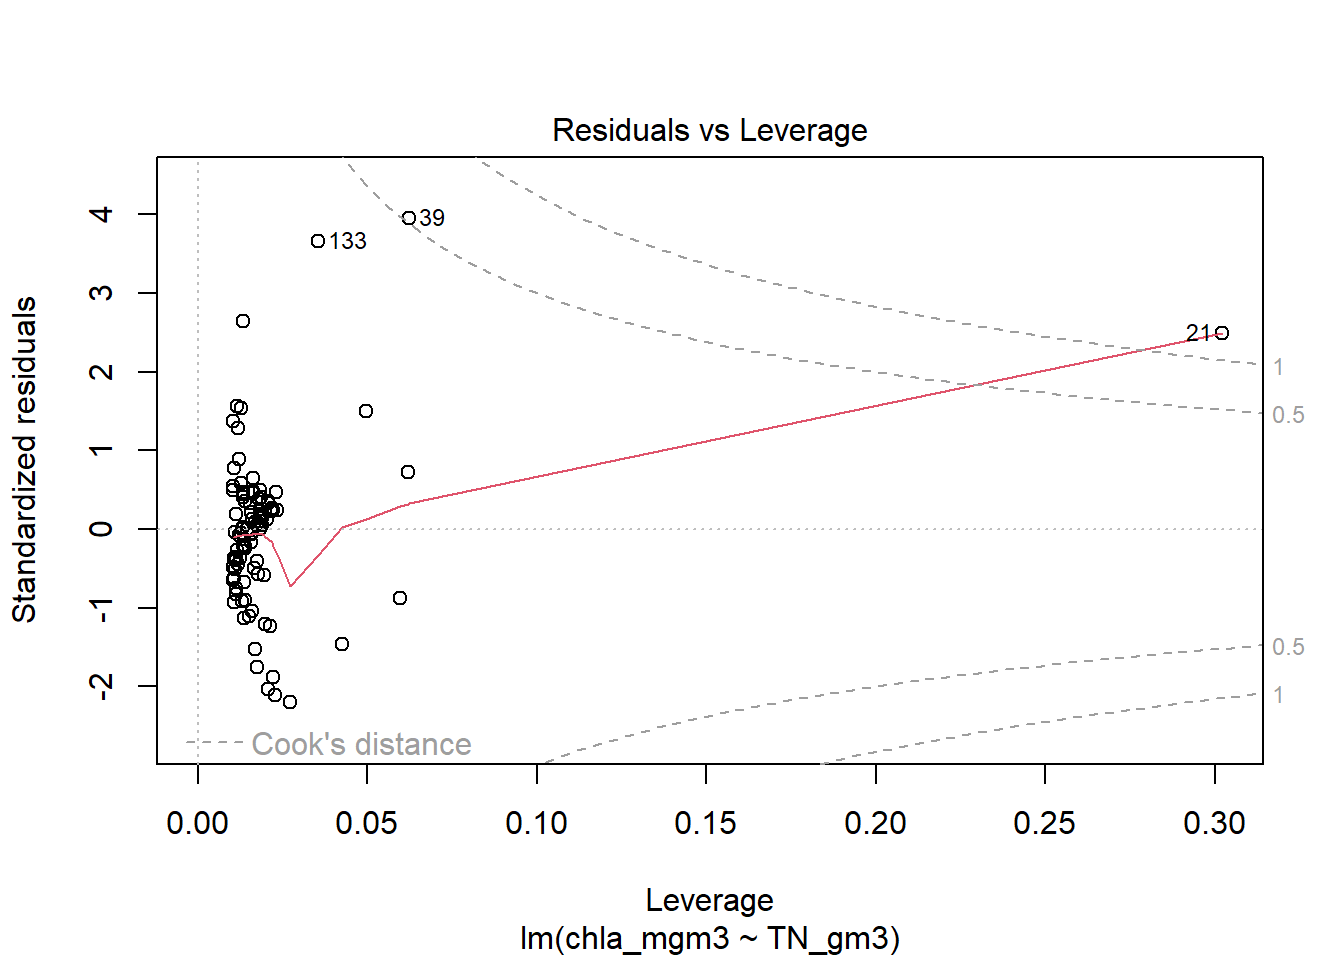 Residuals vs Leverage
Standardized residuals
4
3
2
1
0
-1
-2
133
39
21
1
0.5
0.5
1
Cook's distance
0.00 0.05 0.10 0.15 0.20 0.25 0.30
Leverage
lm(chla_mgm3 ~ TN_gm3)